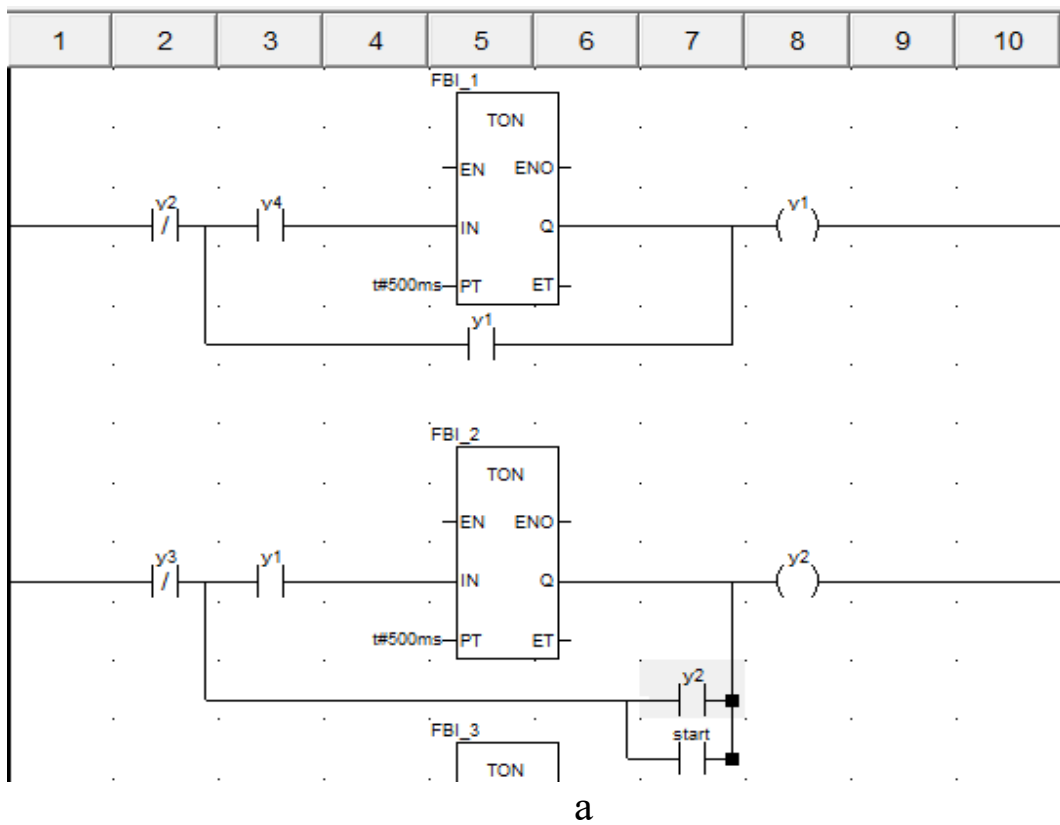 1 2 3 4 5 6 7 8 9 10
FBI_1
TON
EN ENO
y2 y4 y1
/
IN Q
t#500ms PT ET
y1
FBI_2
TON
EN ENO
y3 y1 y2
/
IN Q
t#500ms PT ET
y2
FBI_3 start
TON
a